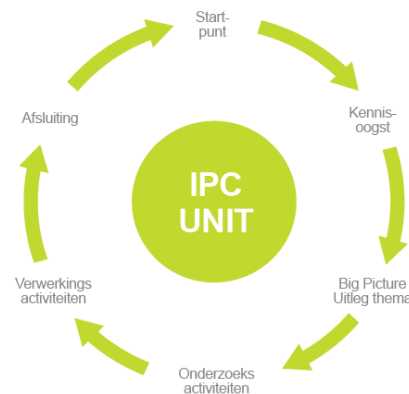 Start-
punt
Kennis-
oogst
Big Picture
Uitleg thema
Onderzoeks
activiteiten
Verwerkings
activiteiten
Afsluiting
IPC
UNIT